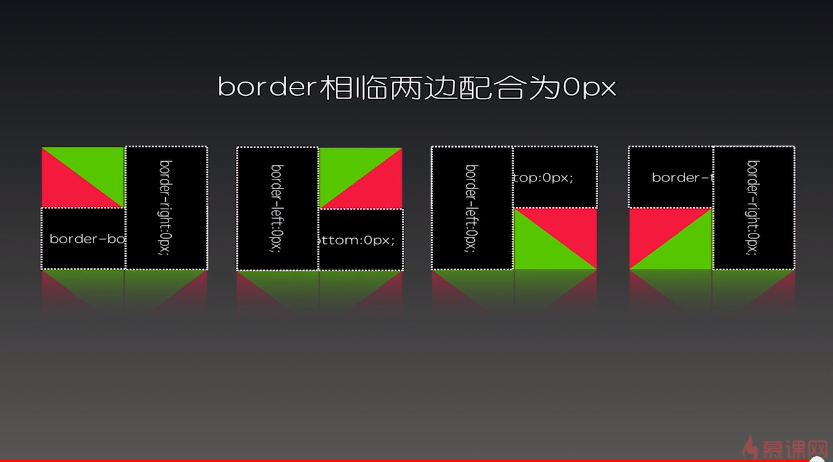 border相临两边配合为0px
border-bo
border-right:0px;
border-left:0px;
ttom:0px;
border-left:0px;
top:0px;
border-t
border-right:0px;
慕课网